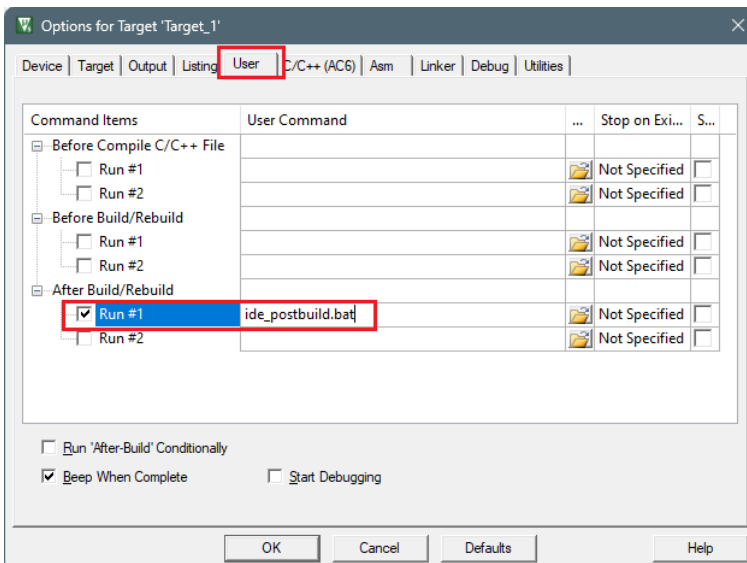 Options for Target 'Target_1'
Device Target Output Listing User C/C++ (AC6) Asm Linker Debug Utilities
Command Items User Command ... Stop on Exi... S...
Before Compile C/C++ File
Run #1 Not Specified
Run #2 Not Specified
Before Build/Rebuild
Run #1 Not Specified
Run #2 Not Specified
After Build/Rebuild
Run #1 ide_postbuild.bat Not Specified
Run #2 Not Specified
Run 'After-Build' Conditionally
Beep When Complete Start Debugging
OK Cancel Defaults Help